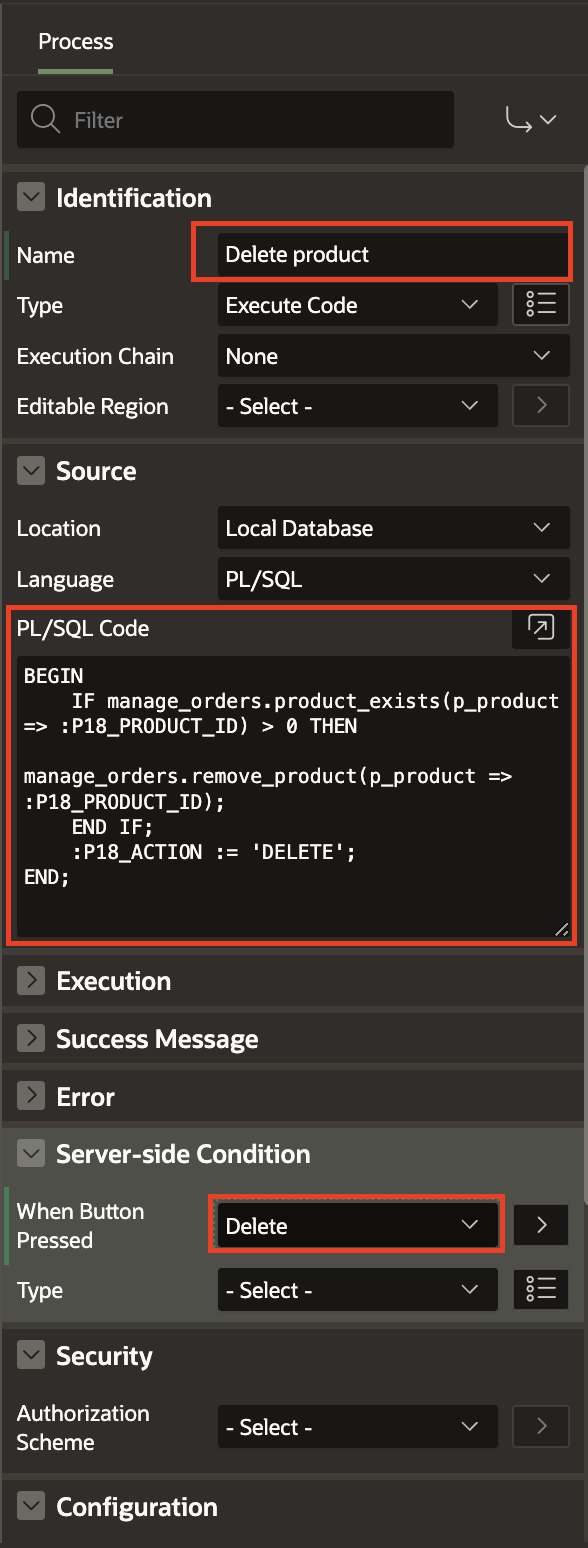 Process
Filter
Identification
Name Delete product
Type Execute Code
Execution Chain None
Editable Region - Select -
Source
Location Local Database
Language PL/SQL
PL/SQL Code
BEGIN
    IF manage_orders.product_exists(p_product
=> :P18_PRODUCT_ID) > 0 THEN
manage_orders.remove_product(p_product =>
:P18_PRODUCT_ID);
    END IF;
    :P18_ACTION := 'DELETE';
END;
Execution
Success Message
Error
Server-side Condition
When Button
Pressed Delete
Type - Select -
Security
Authorization
Scheme - Select -
Configuration